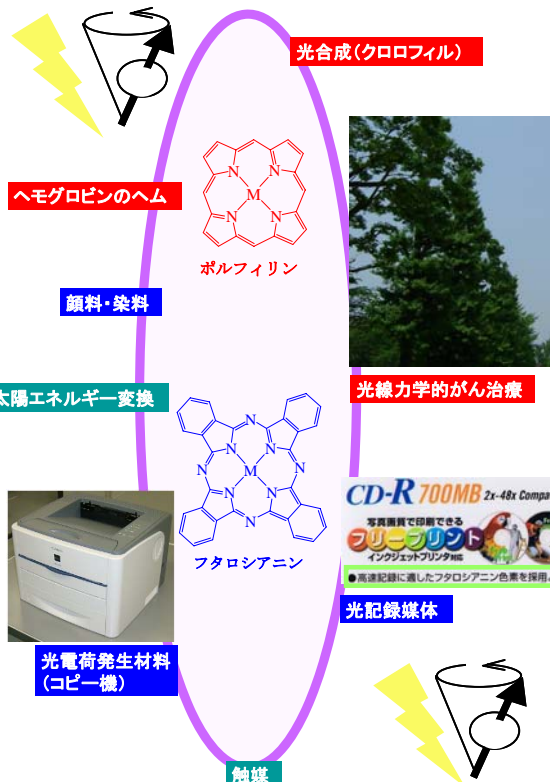 光合成(クロロフィル)
ヘモグロビンのヘム
N
N
M
N
N
ポルフィリン
顔料・染料
太陽エネルギー変換
光線力学的がん治療
N
N
N
N
M
N
N
N
N
フタロシアニン
CD-R 700MB 2x-48x Compa
写真画質で印刷できる
フリープリント
インクジェットプリンタ対応
●高速記録に適したフタロシアニン色素を採用。
光記録媒体
光電荷発生材料
(コピー機)
触媒